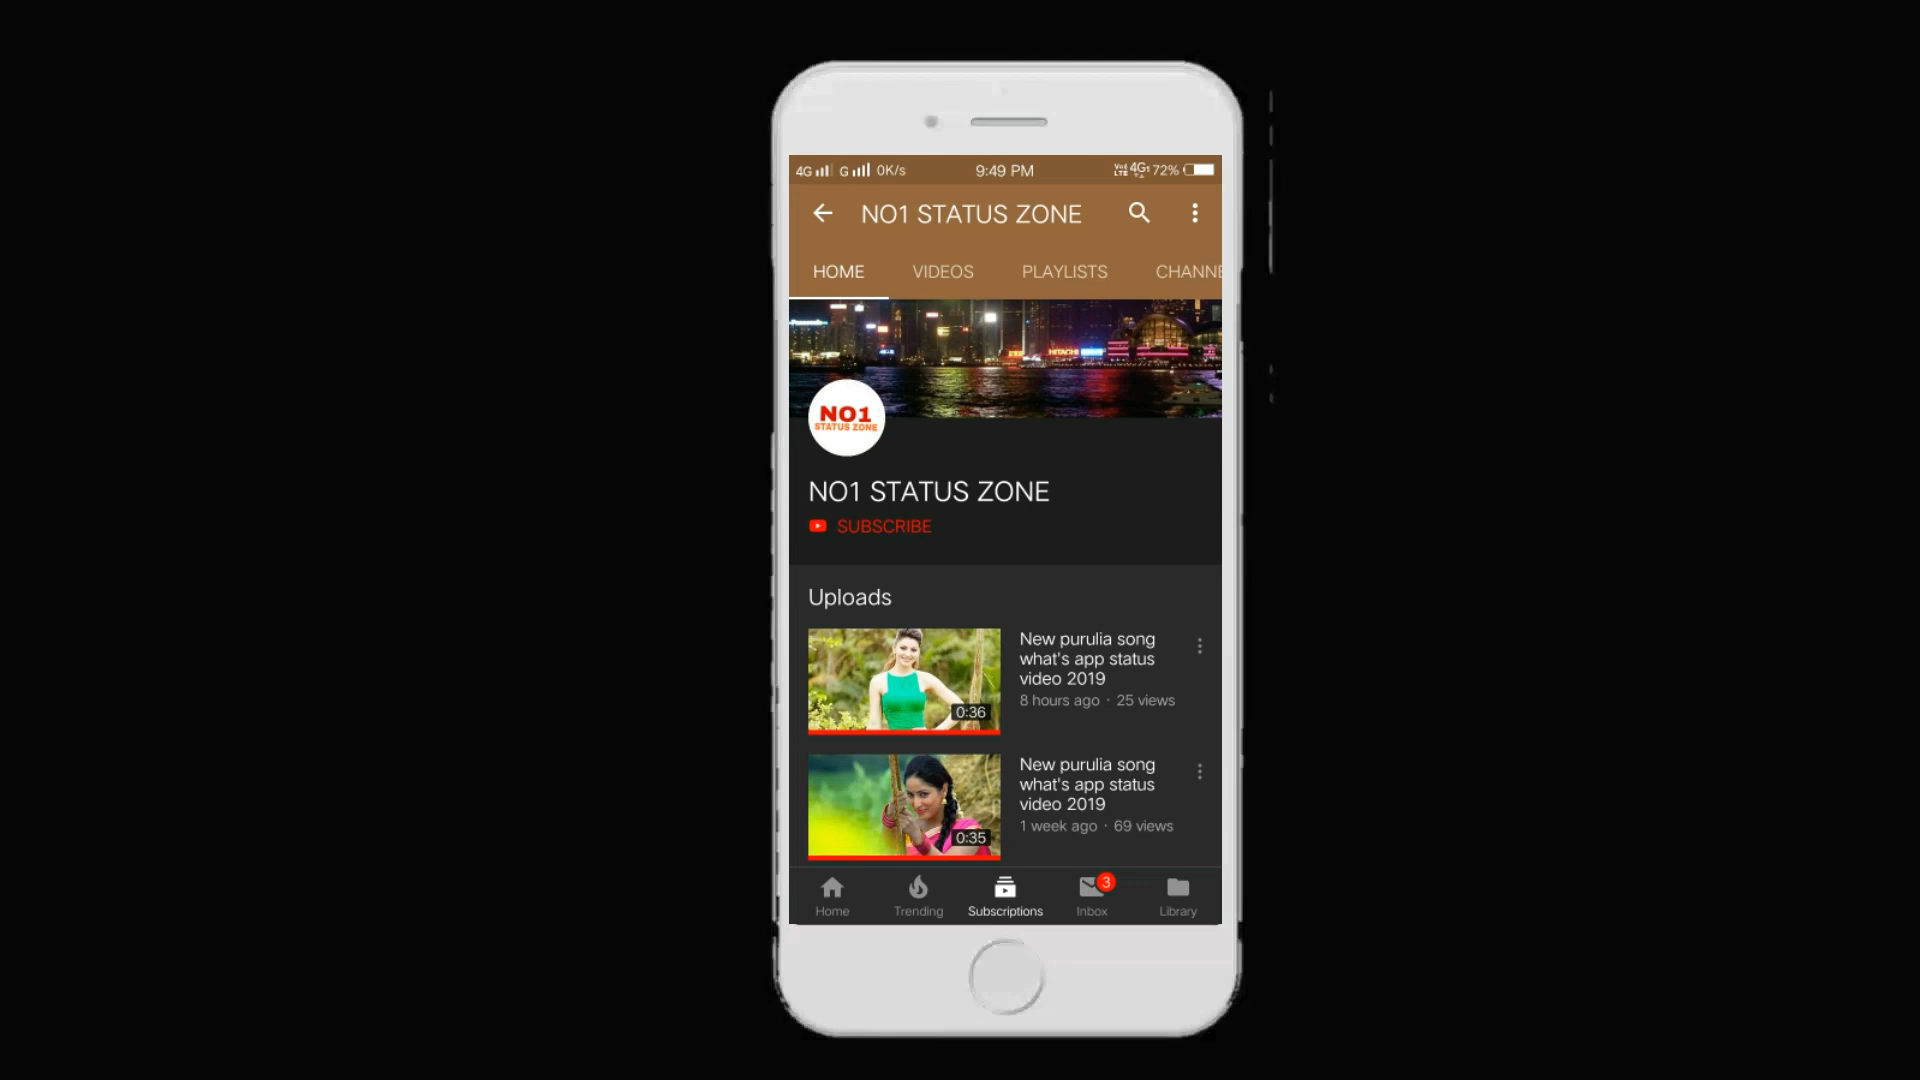 4G G 0K/s 9:49 PM VoLTE 4G 72%
NO1 STATUS ZONE
HOME VIDEOS PLAYLISTS CHANNE
HITACHI
NO1
STATUS ZONE
NO1 STATUS ZONE
SUBSCRIBE
Uploads
New purulia song
what's app status
video 2019
8 hours ago · 25 views
0:36
New purulia song
what's app status
video 2019
1 week ago · 69 views
0:35
3
Home Trending Subscriptions Inbox Library